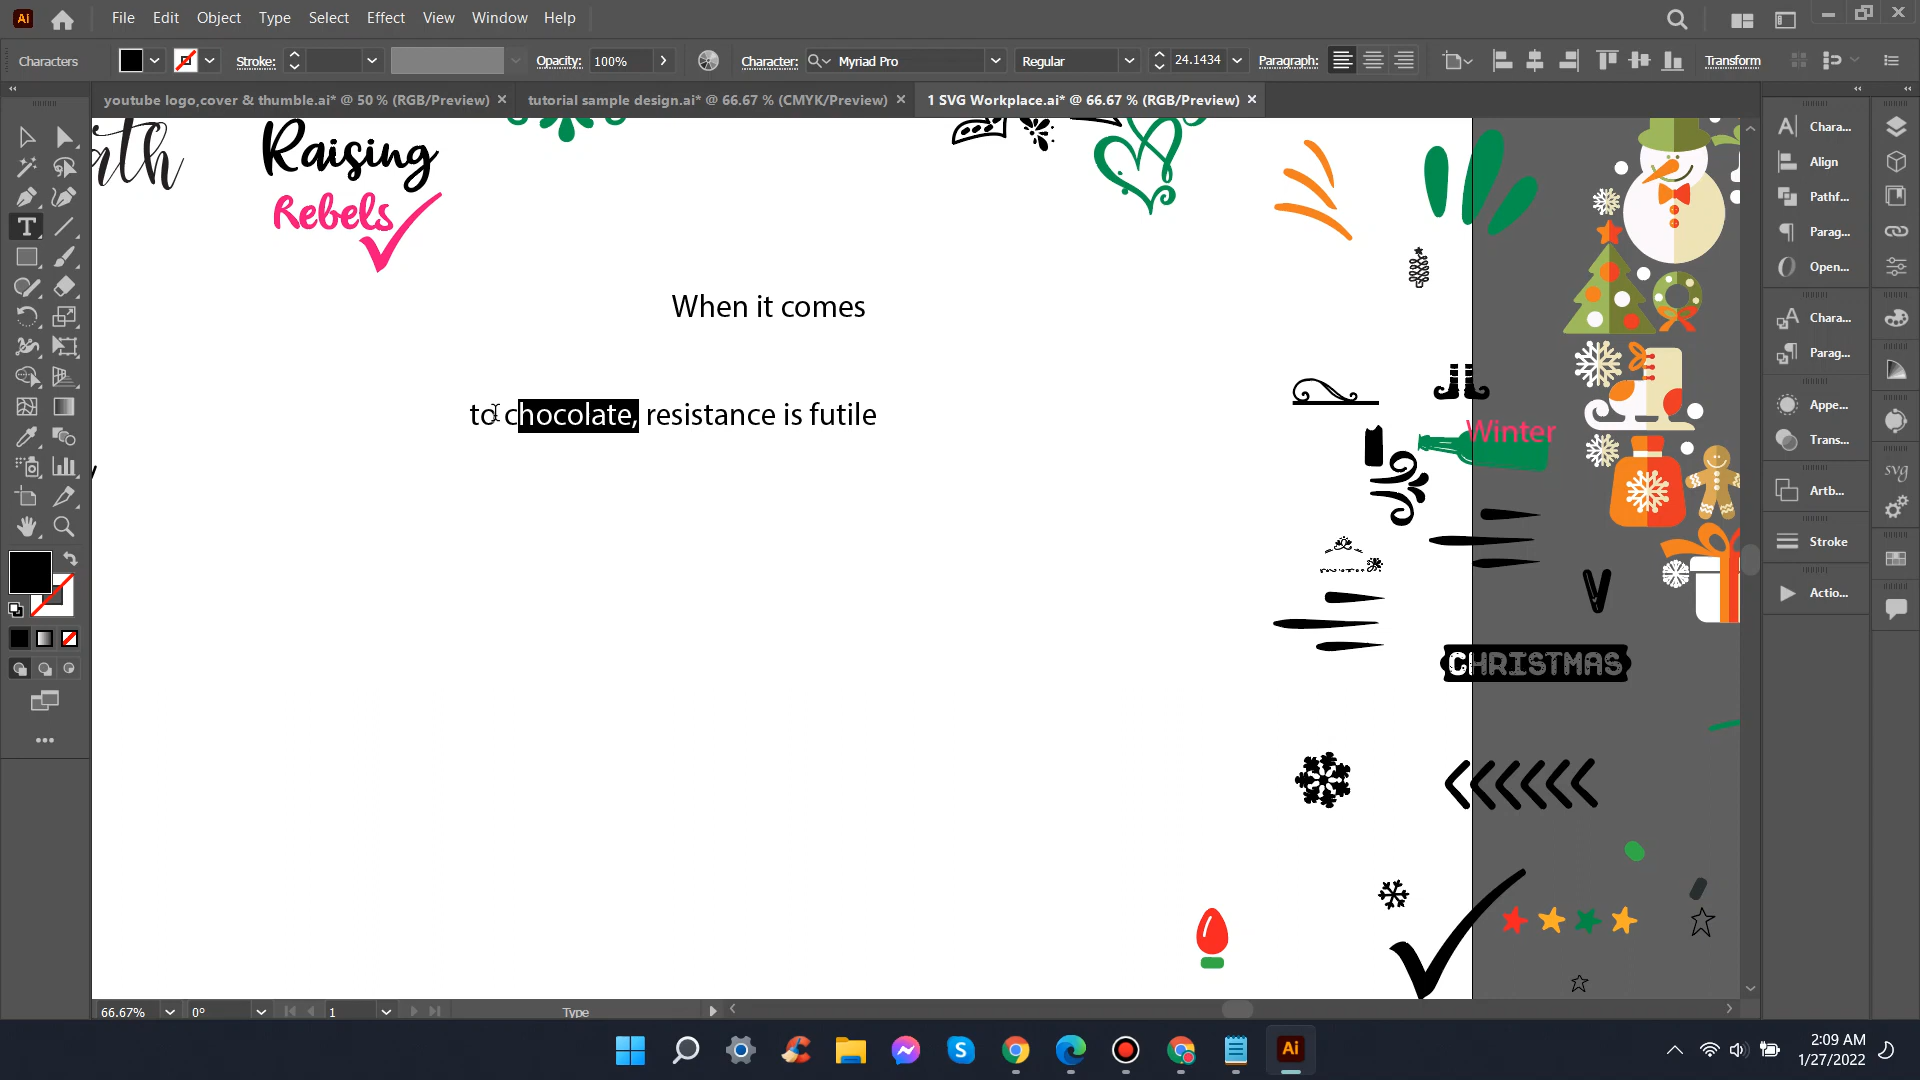 Ai File Edit Object Type Select Effect View Window Help
Characters Stroke: Opacity: 100% Character: Myriad Pro Regular 24.1434 Paragraph: Transform
youtube logo,cover & thumble.ai* @ 50 % (RGB/Preview) tutorial sample design.ai* @ 66.67 % (CMYK/Preview) 1 SVG Workplace.ai* @ 66.67 % (RGB/Preview)
ath
Raising
Rebels
When it comes
to chocolate, resistance is futile
Winter
CHRISTMAS
Chara...
Align
Pathf...
Parag...
Open...
Chara...
Parag...
Appe...
Trans...
svg
Artb...
Stroke
Actio...
66.67% 0° 1 Type
2:09 AM
1/27/2022
Ai